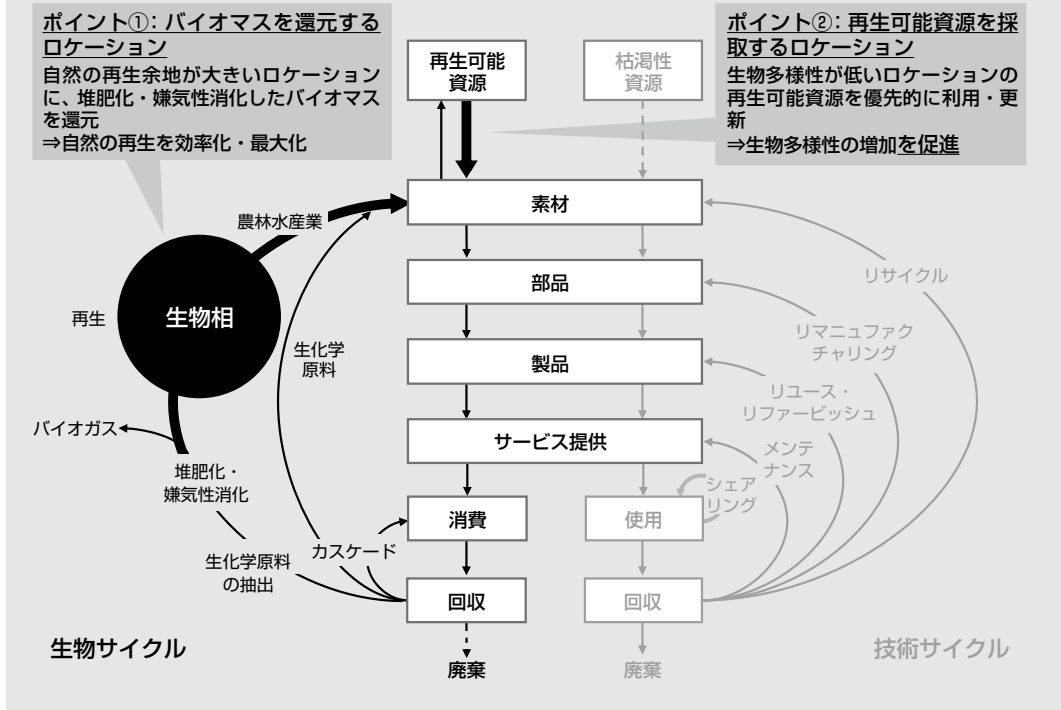 ポイント①：バイオマスを還元する
ロケーション
自然の再生余地が大きいロケーション
に、堆肥化・嫌気性消化したバイオマス
を還元
⇒自然の再生を効率化・最大化
ポイント②：再生可能資源を採
取するロケーション
生物多様性が低いロケーションの
再生可能資源を優先的に利用・更
新
⇒生物多様性の増加を促進
再生可能
資源
枯渇性
資源
素材
農林水産業
部品
リサイクル
再生
生物相
リマニュファク
チャリング
生化学
原料
製品
リユース・
リファービッシュ
バイオガス
サービス提供
メンテ
ナンス
堆肥化・
嫌気性消化
シェア
リング
消費
使用
カスケード
生化学原料
の抽出
回収
回収
生物サイクル
廃棄
廃棄
技術サイクル